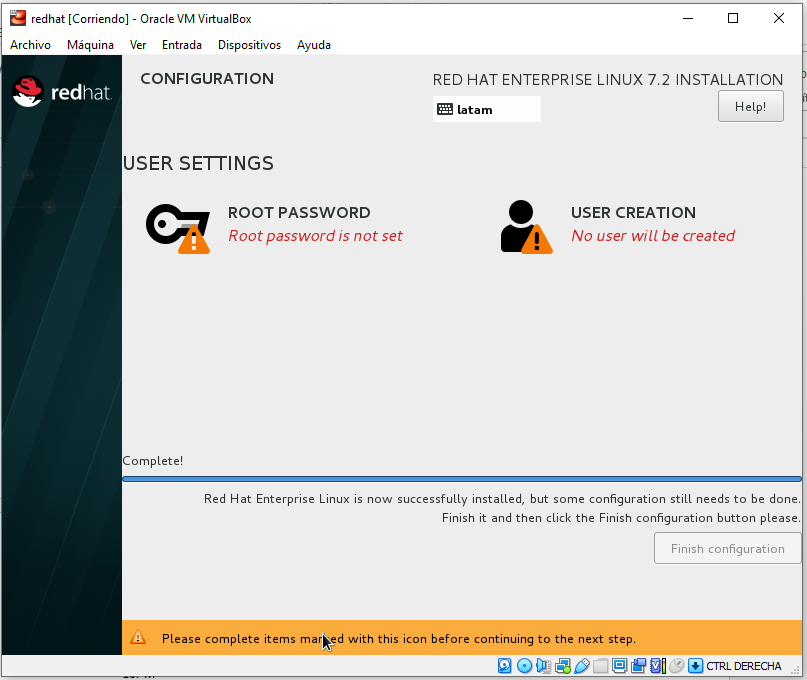 redhat [Corriendo] - Oracle VM VirtualBox
Archivo Máquina Ver Entrada Dispositivos Ayuda
redhat.
CONFIGURATION
RED HAT ENTERPRISE LINUX 7.2 INSTALLATION
latam
Help!
USER SETTINGS
ROOT PASSWORD
Root password is not set
USER CREATION
No user will be created
Complete!
Red Hat Enterprise Linux is now successfully installed, but some configuration still needs to be done.
Finish it and then click the Finish configuration button please.
Finish configuration
Please complete items marked with this icon before continuing to the next step.
CTRL DERECHA